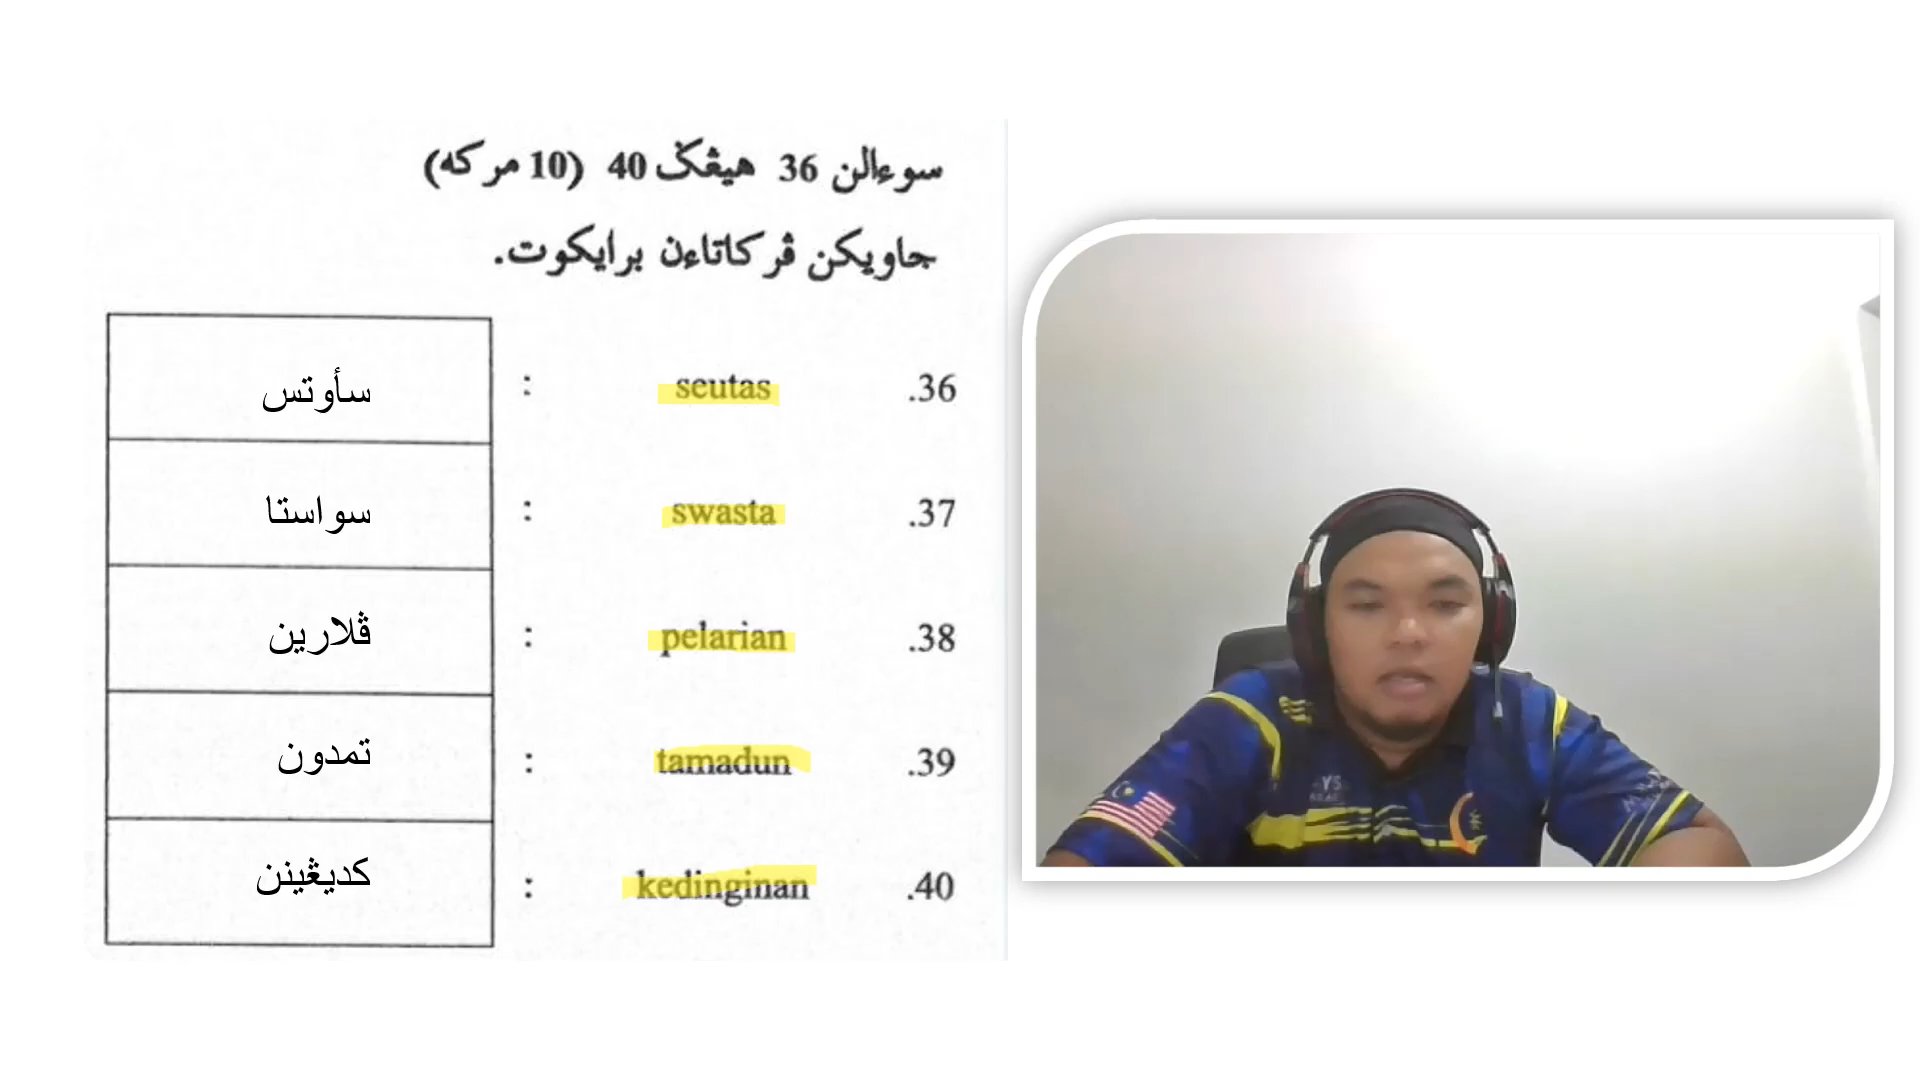 سوءالن 36 هيڠݢ 40 (10 مركه)
جاويكن ڤركاتاءن برايكوت.
36. seutas : سأوتس
37. swasta : سواستا
38. pelarian : ڤلارين
39. tamadun : تمدون
40. kedinginan : كديڠينن